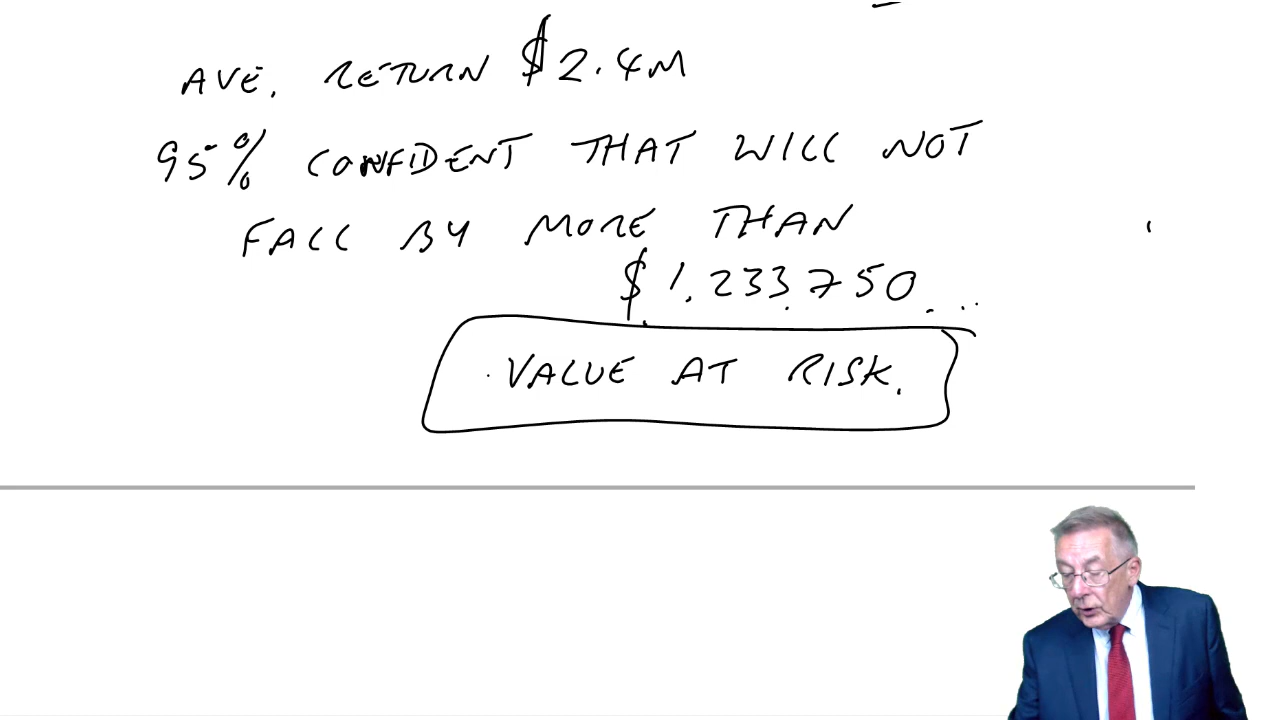 AVE. RETURN $2.4M
95% CONFIDENT THAT WILL NOT
FALL BY MORE THAN
$1.233.750...
VALUE AT RISK.